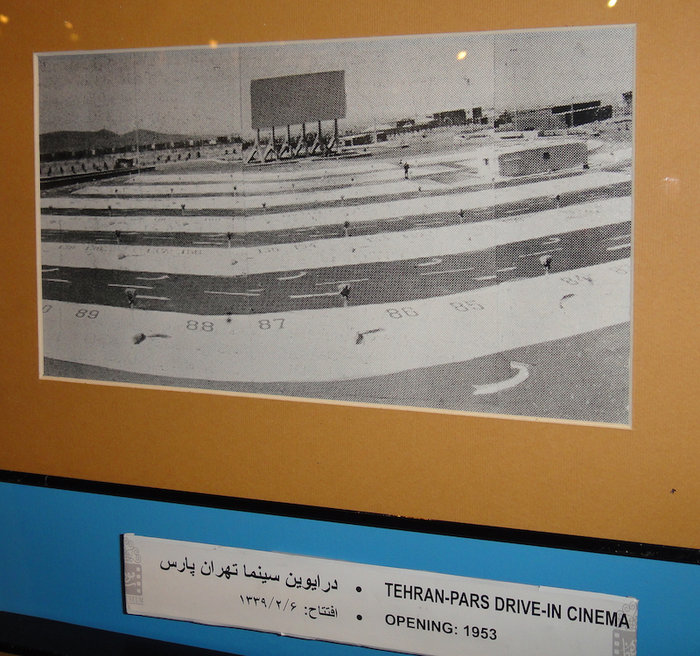 89 88 87 86 85 84
درایوین سینما تهران پارس
افتتاح: ۱۳۳۹/۲/۶
TEHRAN-PARS DRIVE-IN CINEMA
OPENING: 1953